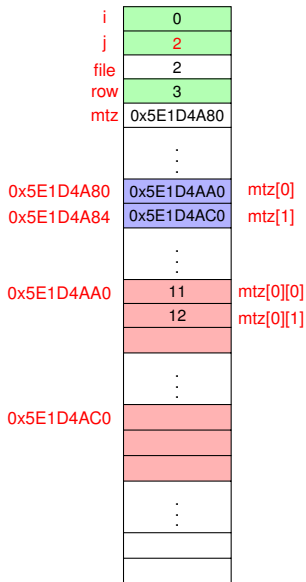 i 0
j 2
file 2
row 3
mtz 0x5E1D4A80
0x5E1D4A80 0x5E1D4AA0 mtz[0]
0x5E1D4A84 0x5E1D4AC0 mtz[1]
0x5E1D4AA0 11 mtz[0][0]
12 mtz[0][1]
0x5E1D4AC0